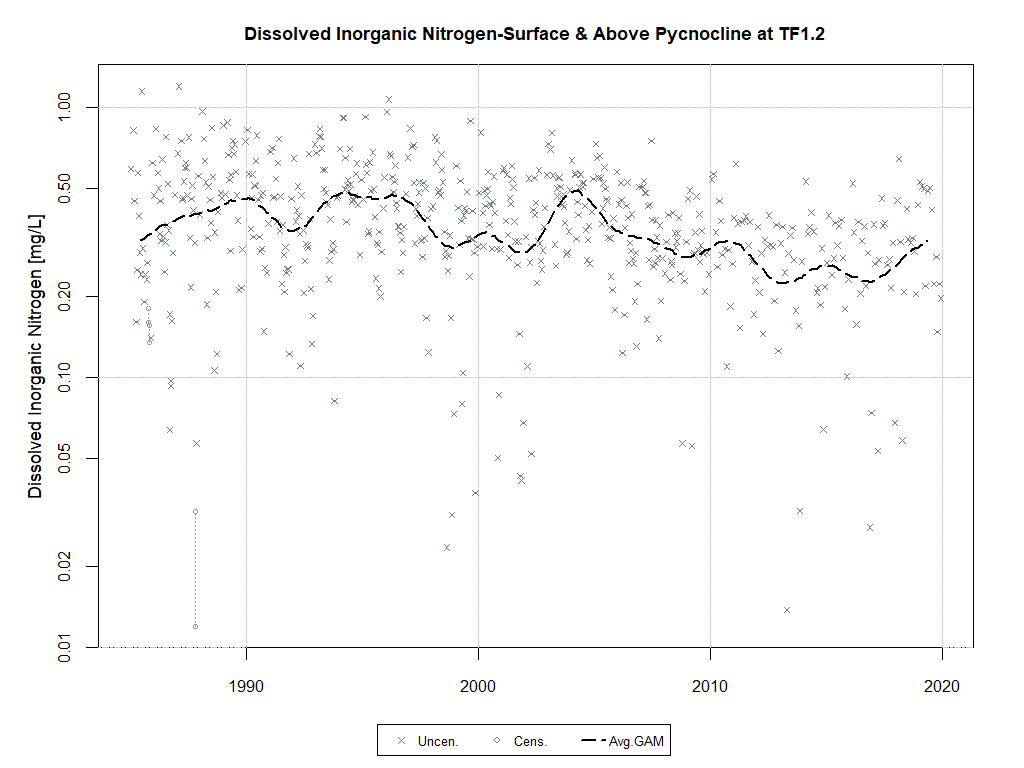 Dissolved Inorganic Nitrogen-Surface & Above Pycnocline at TF1.2
Dissolved Inorganic Nitrogen [mg/L]
1.00
0.50
0.20
0.10
0.05
0.02
0.01
1990 2000 2010 2020
Uncen. Cens. Avg.GAM